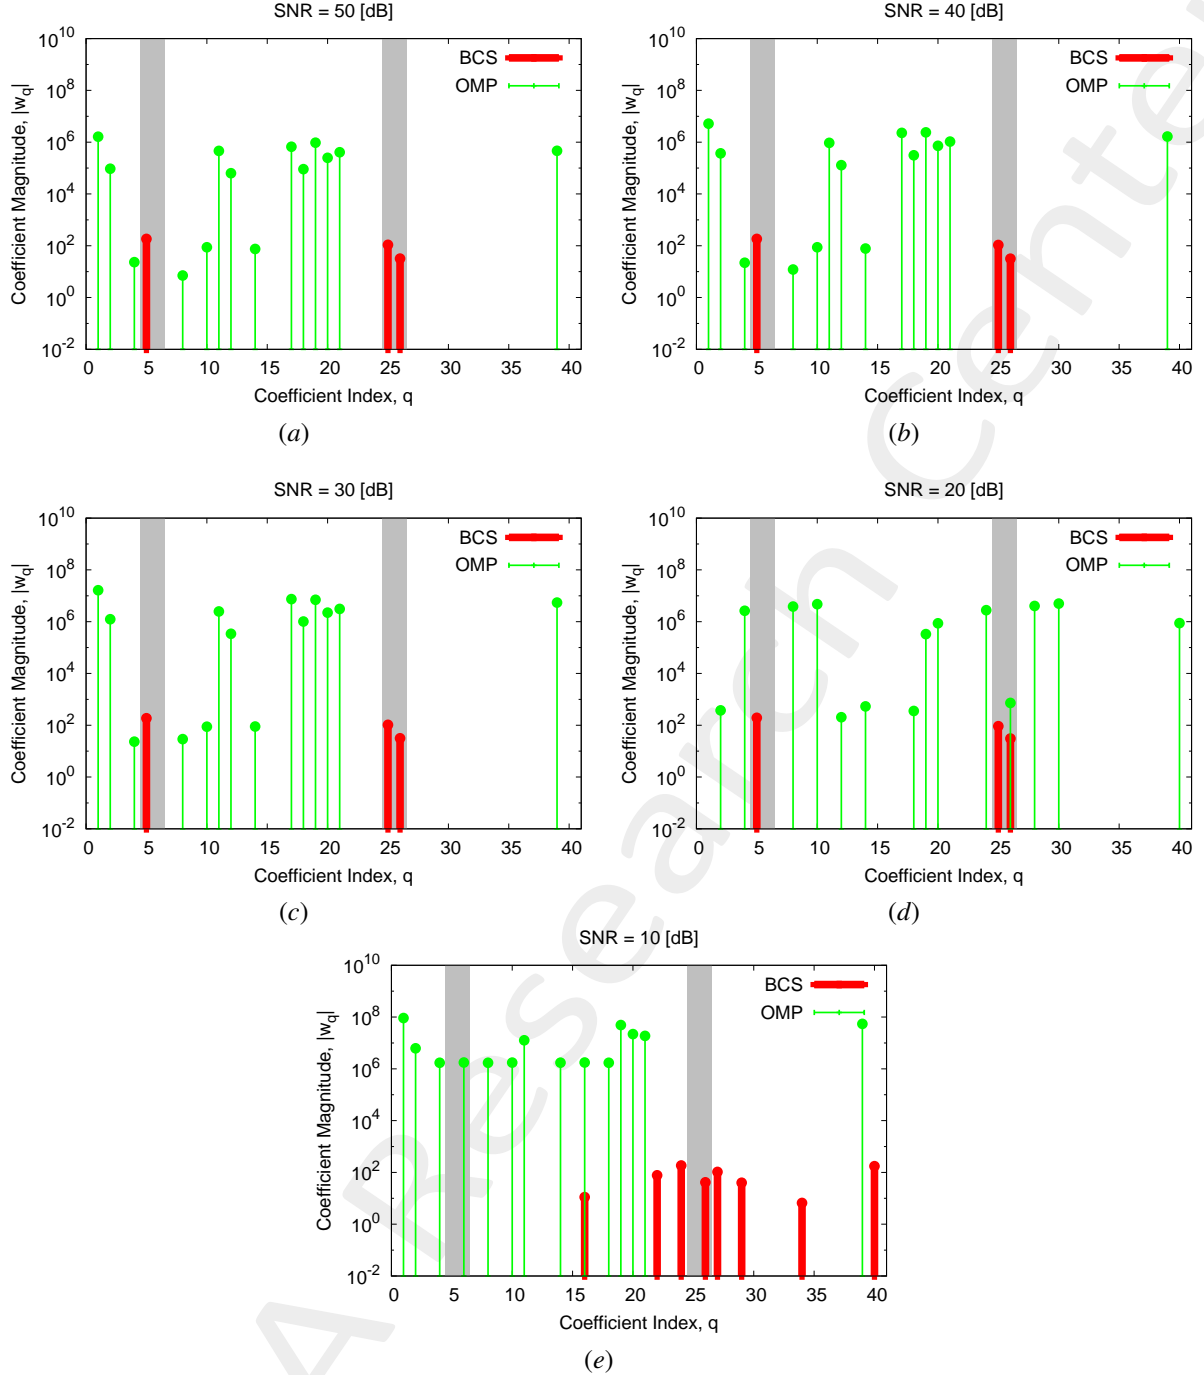 SNR = 50 [dB]
Coefficient Magnitude, |w_q|
10^10
10^8
10^6
10^4
10^2
10^0
10^-2
BCS
OMP
0 5 10 15 20 25 30 35 40
Coefficient Index, q
(a)
SNR = 40 [dB]
Coefficient Magnitude, |w_q|
10^10
10^8
10^6
10^4
10^2
10^0
10^-2
BCS
OMP
0 5 10 15 20 25 30 35 40
Coefficient Index, q
(b)
SNR = 30 [dB]
Coefficient Magnitude, |w_q|
10^10
10^8
10^6
10^4
10^2
10^0
10^-2
BCS
OMP
0 5 10 15 20 25 30 35 40
Coefficient Index, q
(c)
SNR = 20 [dB]
Coefficient Magnitude, |w_q|
10^10
10^8
10^6
10^4
10^2
10^0
10^-2
BCS
OMP
0 5 10 15 20 25 30 35 40
Coefficient Index, q
(d)
SNR = 10 [dB]
Coefficient Magnitude, |w_q|
10^10
10^8
10^6
10^4
10^2
10^0
10^-2
BCS
OMP
0 5 10 15 20 25 30 35 40
Coefficient Index, q
(e)
A Research Center